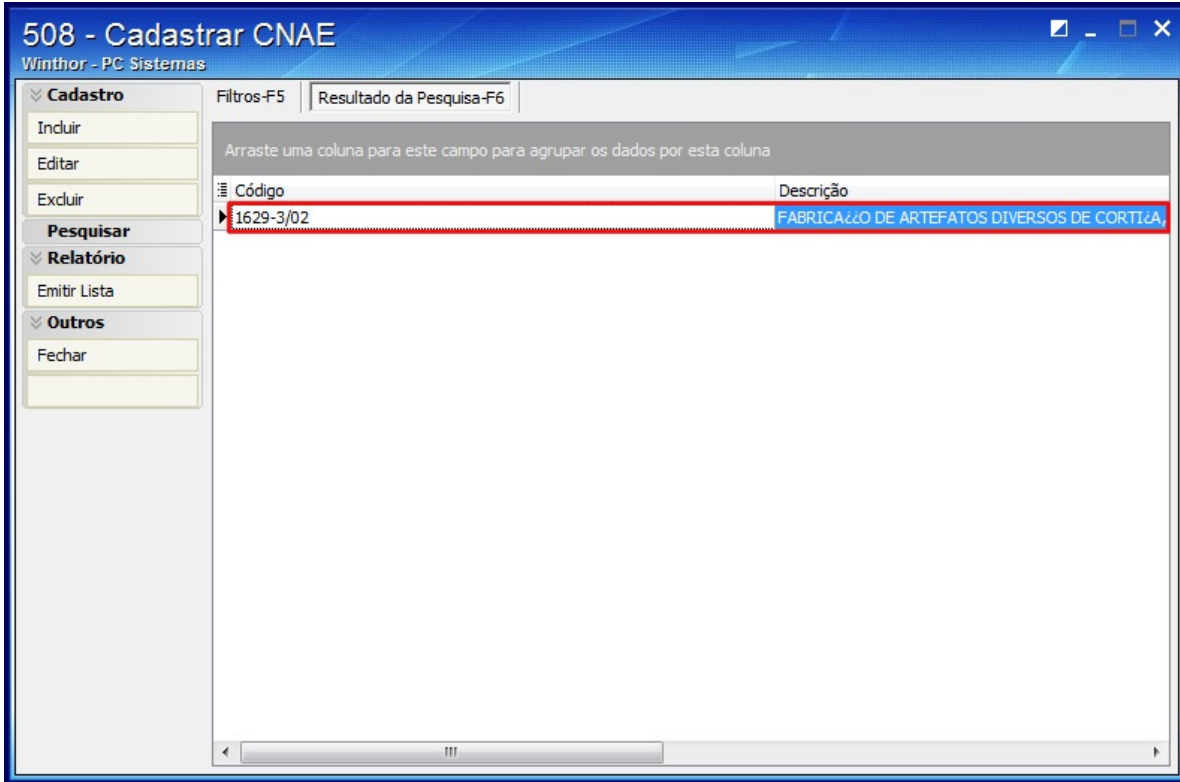 508 - Cadastrar CNAE
Winthor - PC Sistemas
Cadastro
Incluir
Editar
Excluir
Pesquisar
Relatório
Emitir Lista
Outros
Fechar
Filtros-F5 Resultado da Pesquisa-F6
Arraste uma coluna para este campo para agrupar os dados por esta coluna
Código Descrição
1629-3/02 FABRICA¿¿O DE ARTEFATOS DIVERSOS DE CORTI¿A,